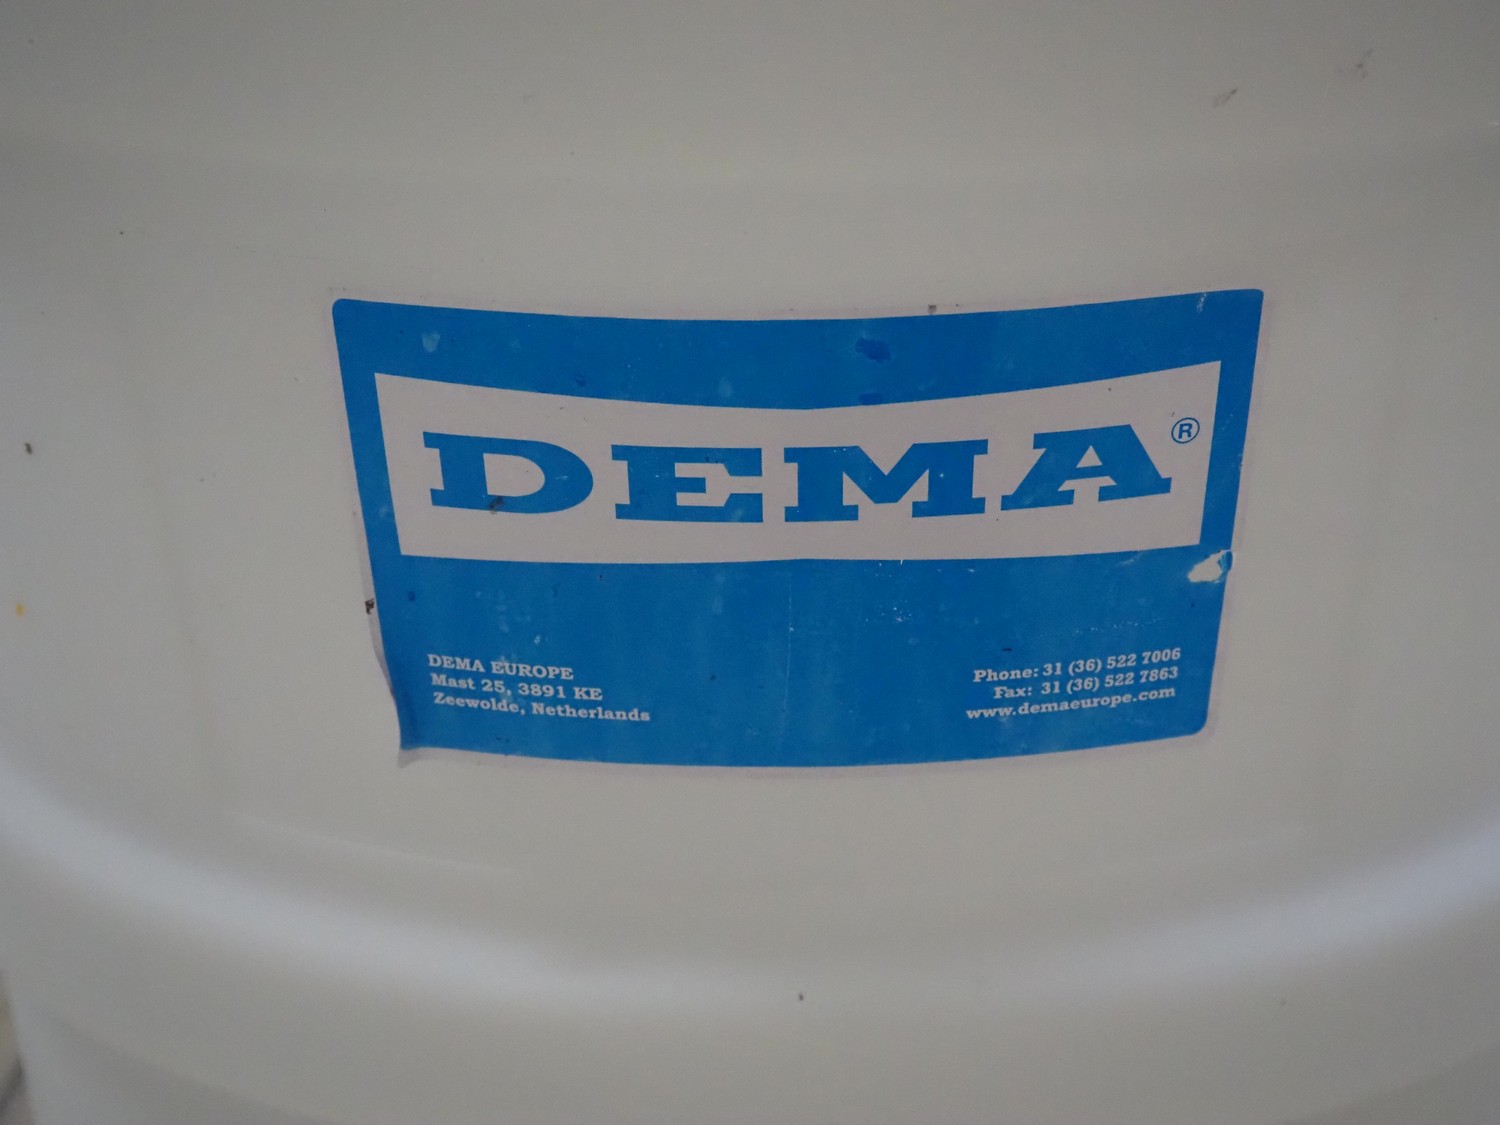 DEMA®
DEMA EUROPE
Mast 25, 3891 KE
Zeewolde, Netherlands
Phone: 31 (36) 522 7006
Fax: 31 (36) 522 7863
www.demaeurope.com